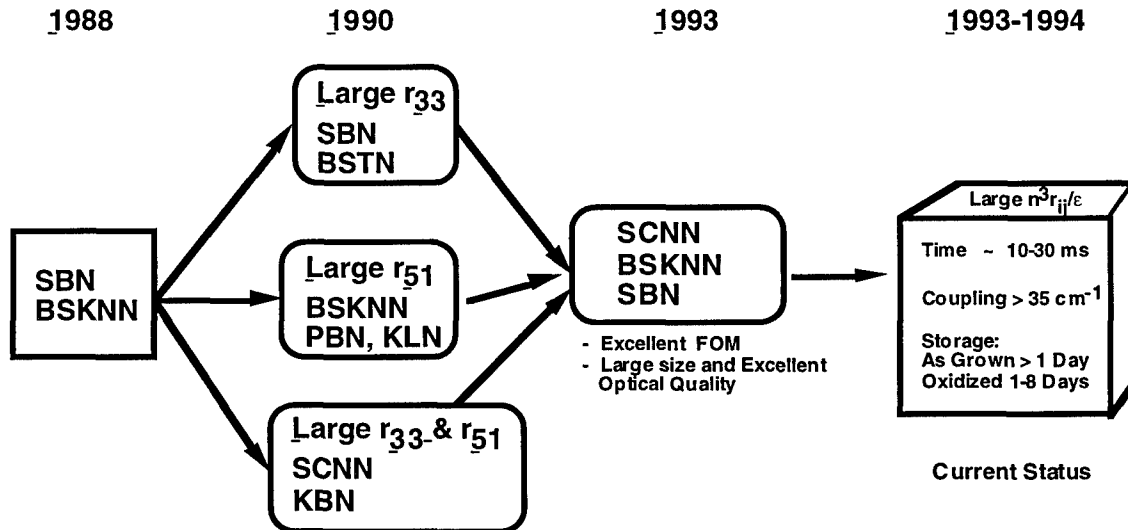 1988
1990
1993
1993-1994
SBN
BSKNN
Large r33
SBN
BSTN
Large r51
BSKNN
PBN, KLN
Large r33 & r51
SCNN
KBN
SCNN
BSKNN
SBN
- Excellent FOM
- Large size and Excellent
Optical Quality
Large n³rij/ε
Time ~ 10-30 ms
Coupling > 35 cm⁻¹
Storage:
As Grown > 1 Day
Oxidized 1-8 Days
Current Status